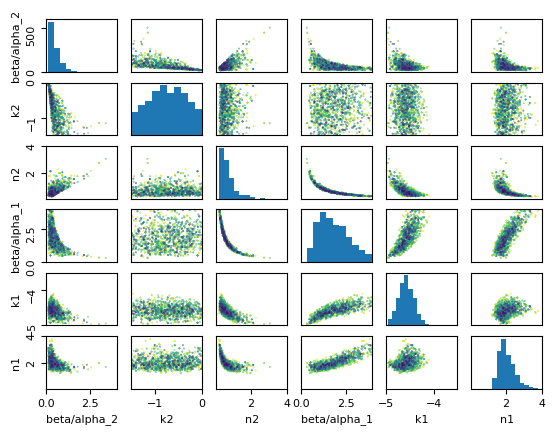 beta/alpha_2
500
0
k2
0
−1
n2
4
2
beta/alpha_1
2.5
0.0
k1
−4
−5
n1
4
2
0.0 2.5 −1 0 2 4 0.0 2.5 −5 −4 2 4
beta/alpha_2 k2 n2 beta/alpha_1 k1 n1